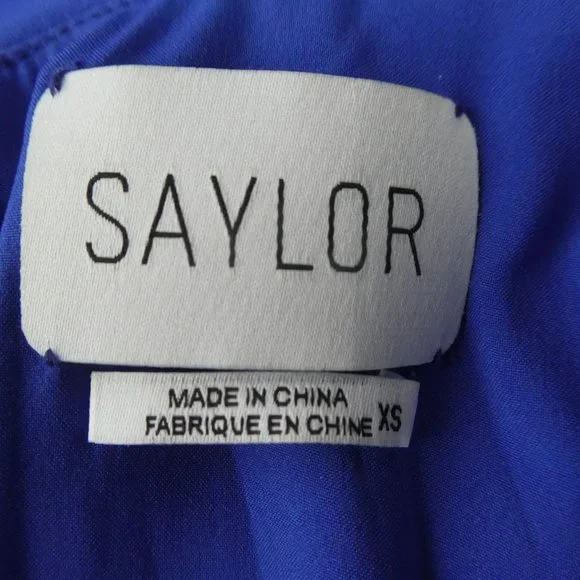 SAYLOR
MADE IN CHINA
FABRIQUE EN CHINE XS